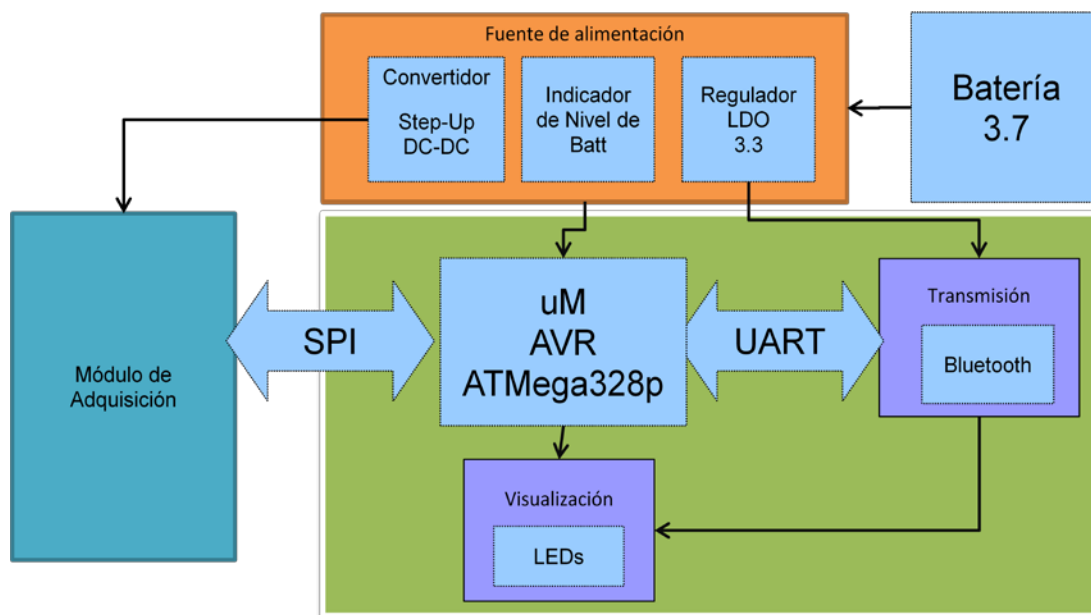 Fuente de alimentación
Convertidor
Step-Up
DC-DC
Indicador
de Nivel de
Batt
Regulador
LDO
3.3
Batería
3.7
Módulo de
Adquisición
SPI
uM
AVR
ATMega328p
UART
Transmisión
Bluetooth
Visualización
LEDs